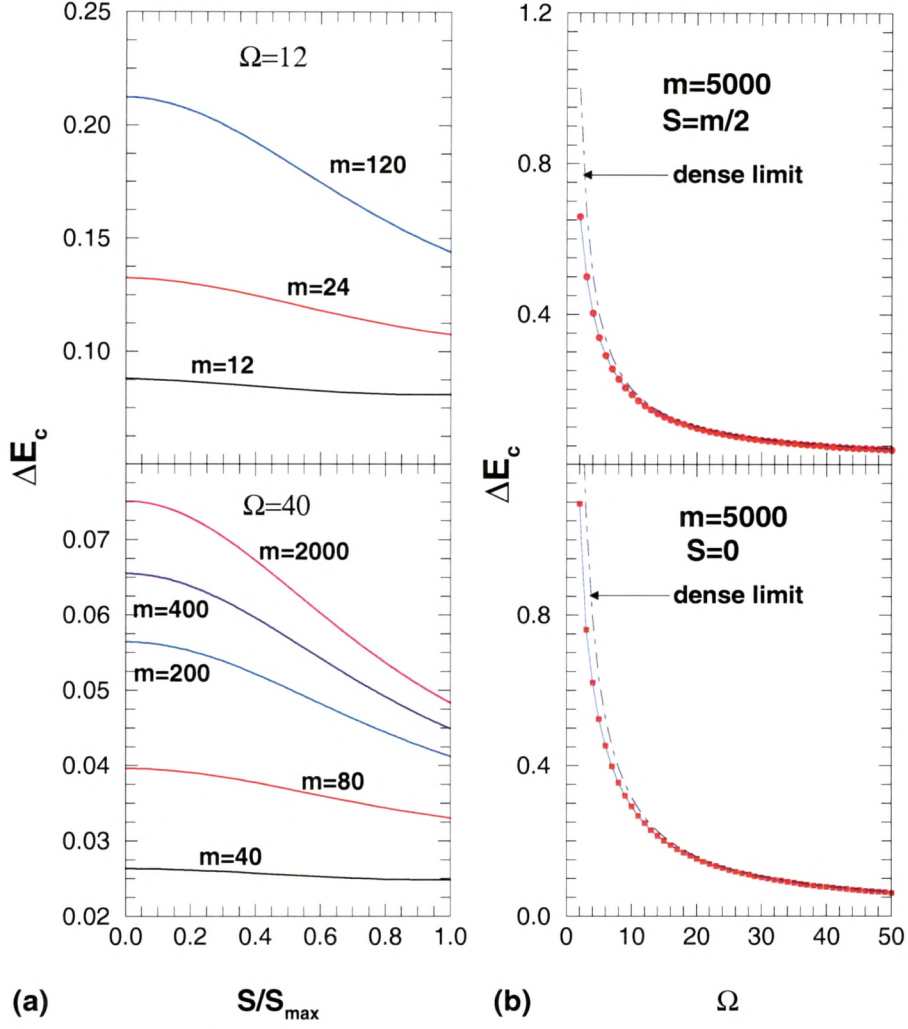 Ω=12
0.25
0.20
0.15
0.10
m=120
m=24
m=12
ΔE_c
Ω=40
0.07
0.06
0.05
0.04
0.03
0.02
m=2000
m=400
m=200
m=80
m=40
0.0 0.2 0.4 0.6 0.8 1.0
(a) S/S_max
1.2
0.8
0.4
m=5000
S=m/2
dense limit
ΔE_c
m=5000
S=0
dense limit
0.8
0.4
0.0
0 10 20 30 40 50
(b) Ω